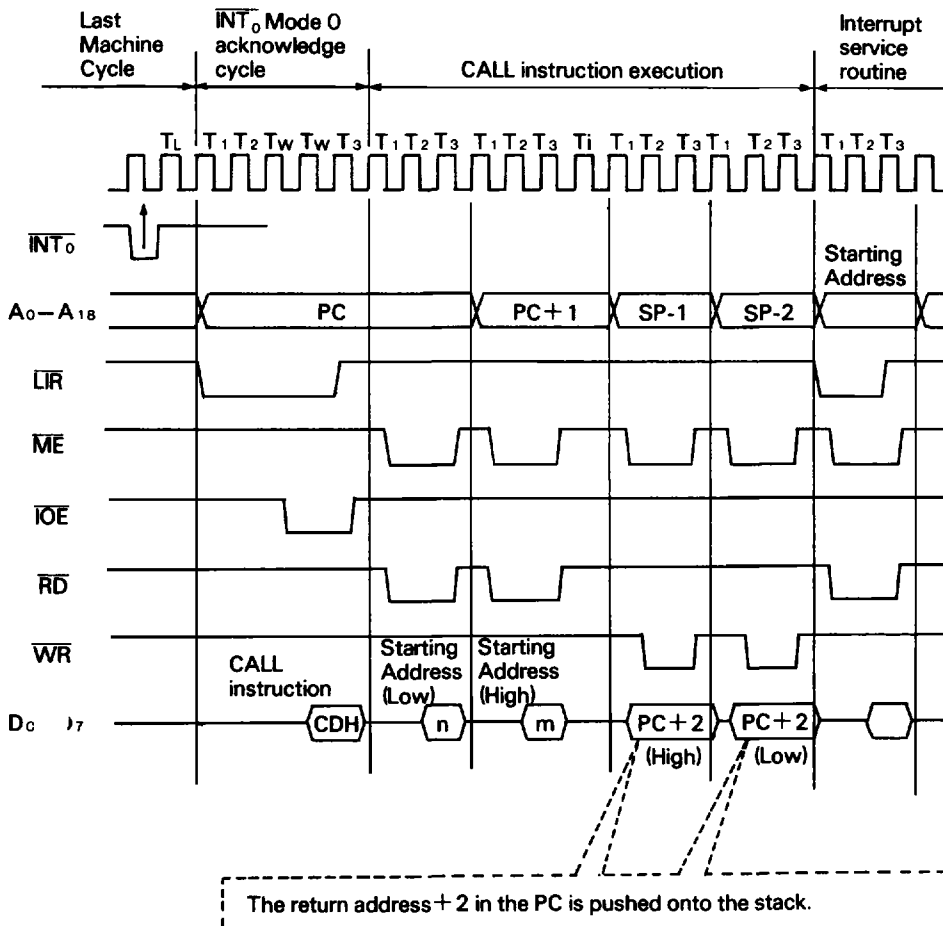 Last
Machine
Cycle
INT₀ Mode 0
acknowledge
cycle
CALL instruction execution
Interrupt
service
routine
TL T₁ T₂ Tw Tw T₃ T₁ T₂ T₃ T₁ T₂ T₃ Ti T₁ T₂ T₃ T₁ T₂ T₃ T₁ T₂ T₃
INT₀
Starting
Address
A₀–A₁₈ PC PC+1 SP-1 SP-2
LIR
ME
IOE
RD
WR
CALL
instruction
Starting
Address
(Low)
Starting
Address
(High)
CDH n m PC+2 PC+2
(High) (Low)
The return address+2 in the PC is pushed onto the stack.